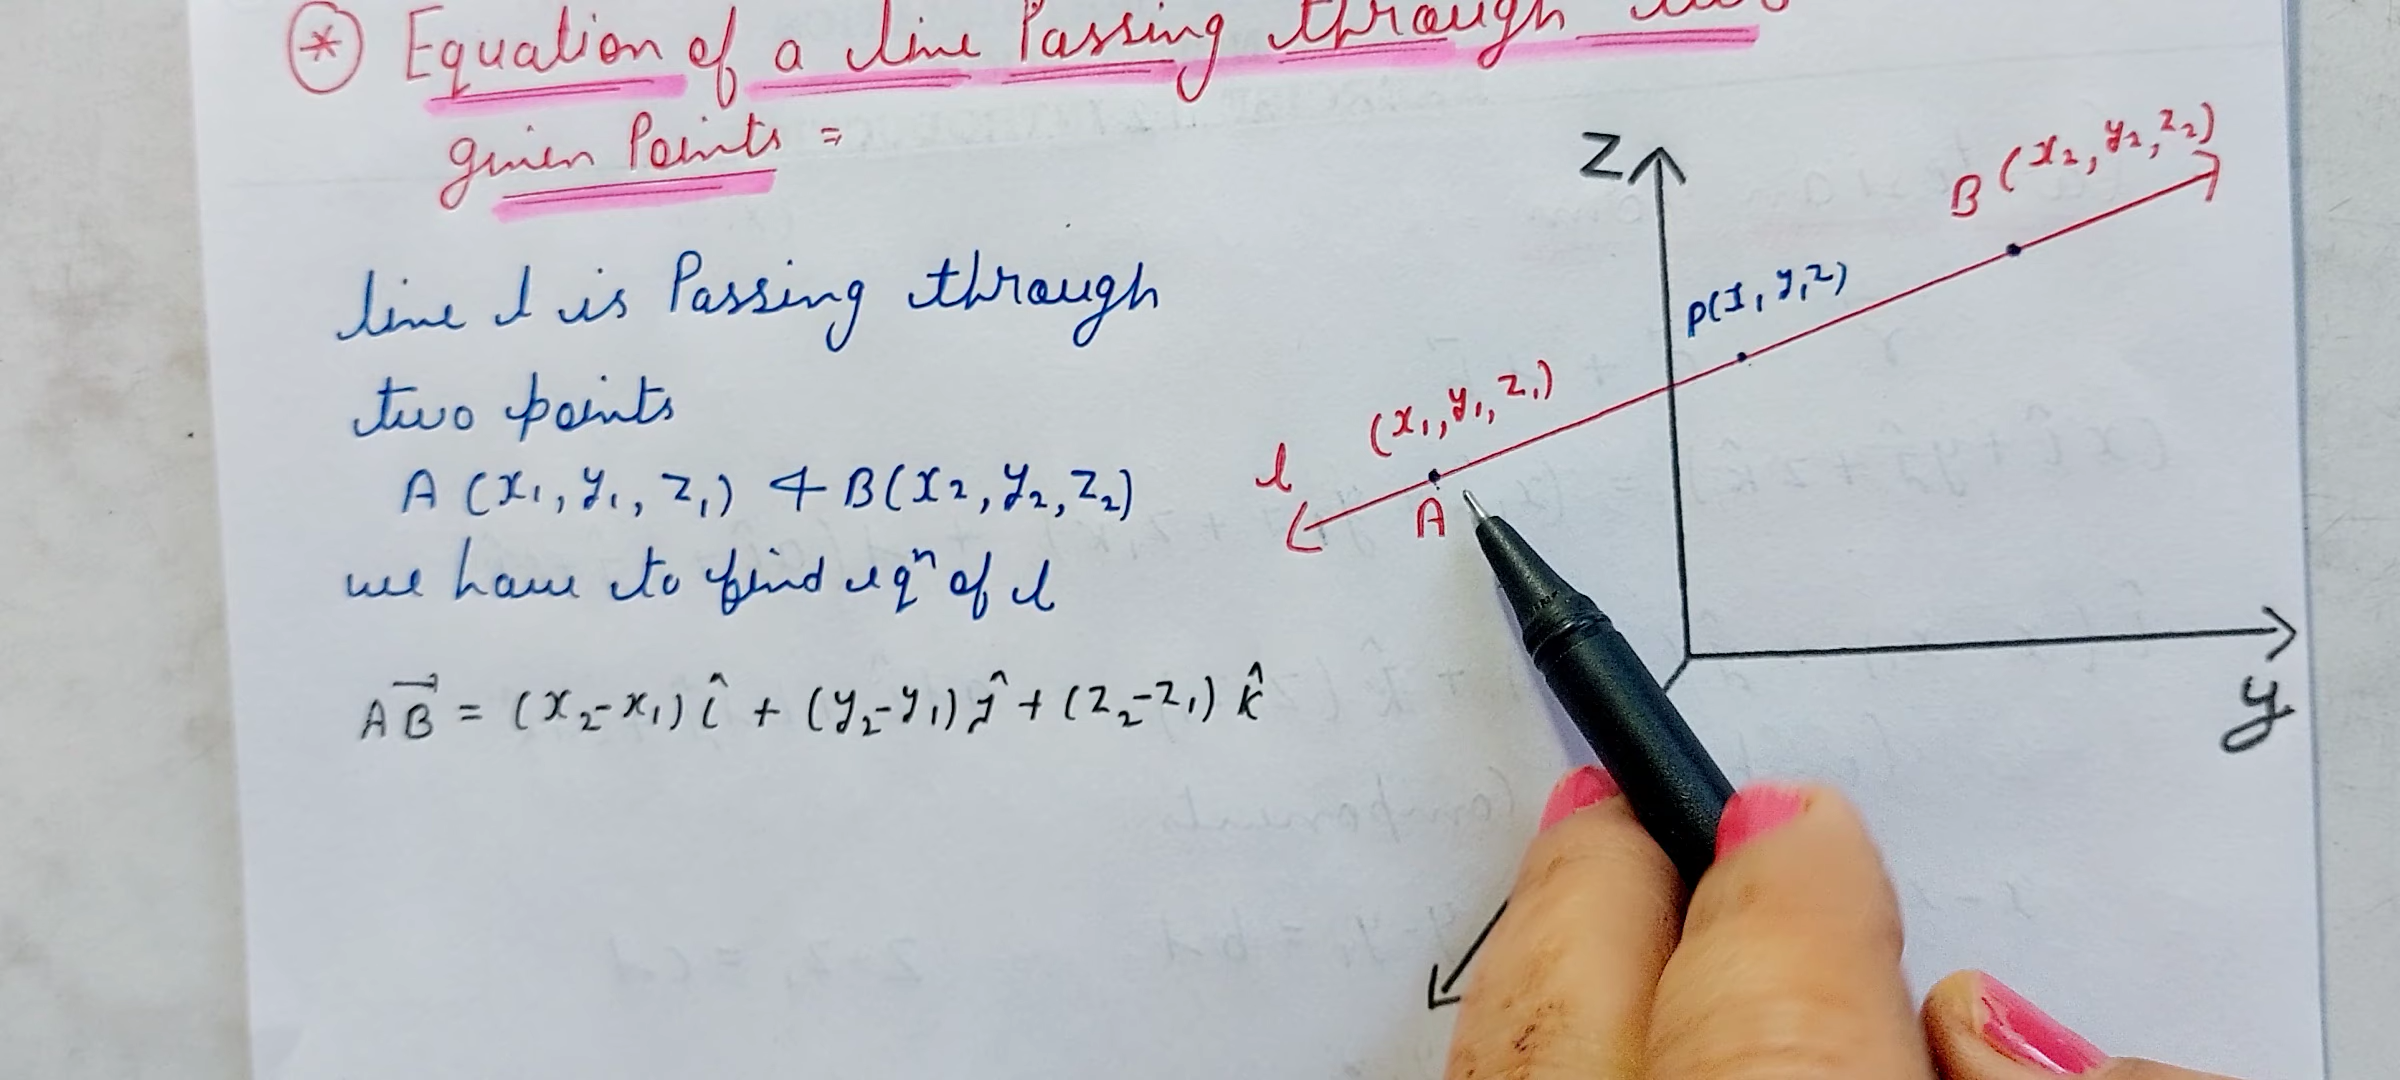 * Equation of a line Passing through
given Points =
line l is Passing through
two points
A (x₁, y₁, z₁) & B(x₂, y₂, z₂)
we have to find eqⁿ of l
AB⃗ = (x₂-x₁) î + (y₂-y₁) ĵ + (z₂-z₁) k̂
Z
B (x₂, y₂, z₂)
P(x, y, z)
(x₁, y₁, z₁)
l
A
y